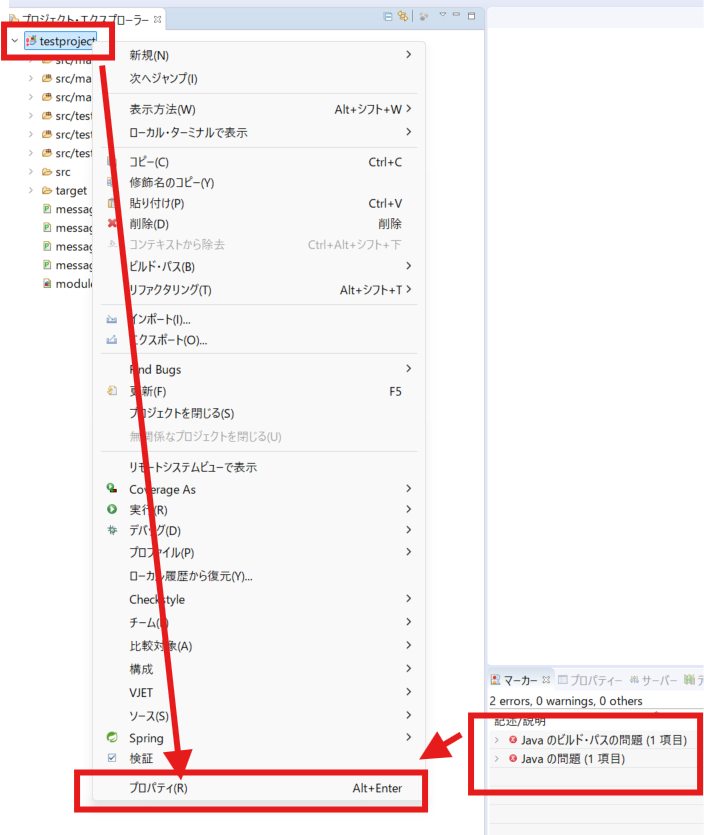 プロジェクト・エクスプローラー
testproject
src/ma
src/ma
src/ma
src/test
src/test
src/test
src
target
messag
messag
messag
messag
module
新規(N)
次へジャンプ(I)
表示方法(W) Alt+シフト+W
ローカル・ターミナルで表示
コピー(C) Ctrl+C
修飾名のコピー(Y)
貼り付け(P) Ctrl+V
削除(D) 削除
コンテキストから除去 Ctrl+Alt+シフト+下
ビルド・パス(B)
リファクタリング(T) Alt+シフト+T
インポート(I)...
エクスポート(O)...
Find Bugs
更新(F) F5
プロジェクトを閉じる(S)
無関係なプロジェクトを閉じる(U)
リモートシステムビューで表示
Coverage As
実行(R)
デバッグ(D)
プロファイル(P)
ローカル履歴から復元(Y)...
Checkstyle
チーム(E)
比較対象(A)
構成
VJET
ソース(S)
Spring
検証
プロパティ(R) Alt+Enter
マーカー プロパティー サーバー デ
2 errors, 0 warnings, 0 others
記述/説明
Java のビルド・パスの問題 (1 項目)
Java の問題 (1 項目)